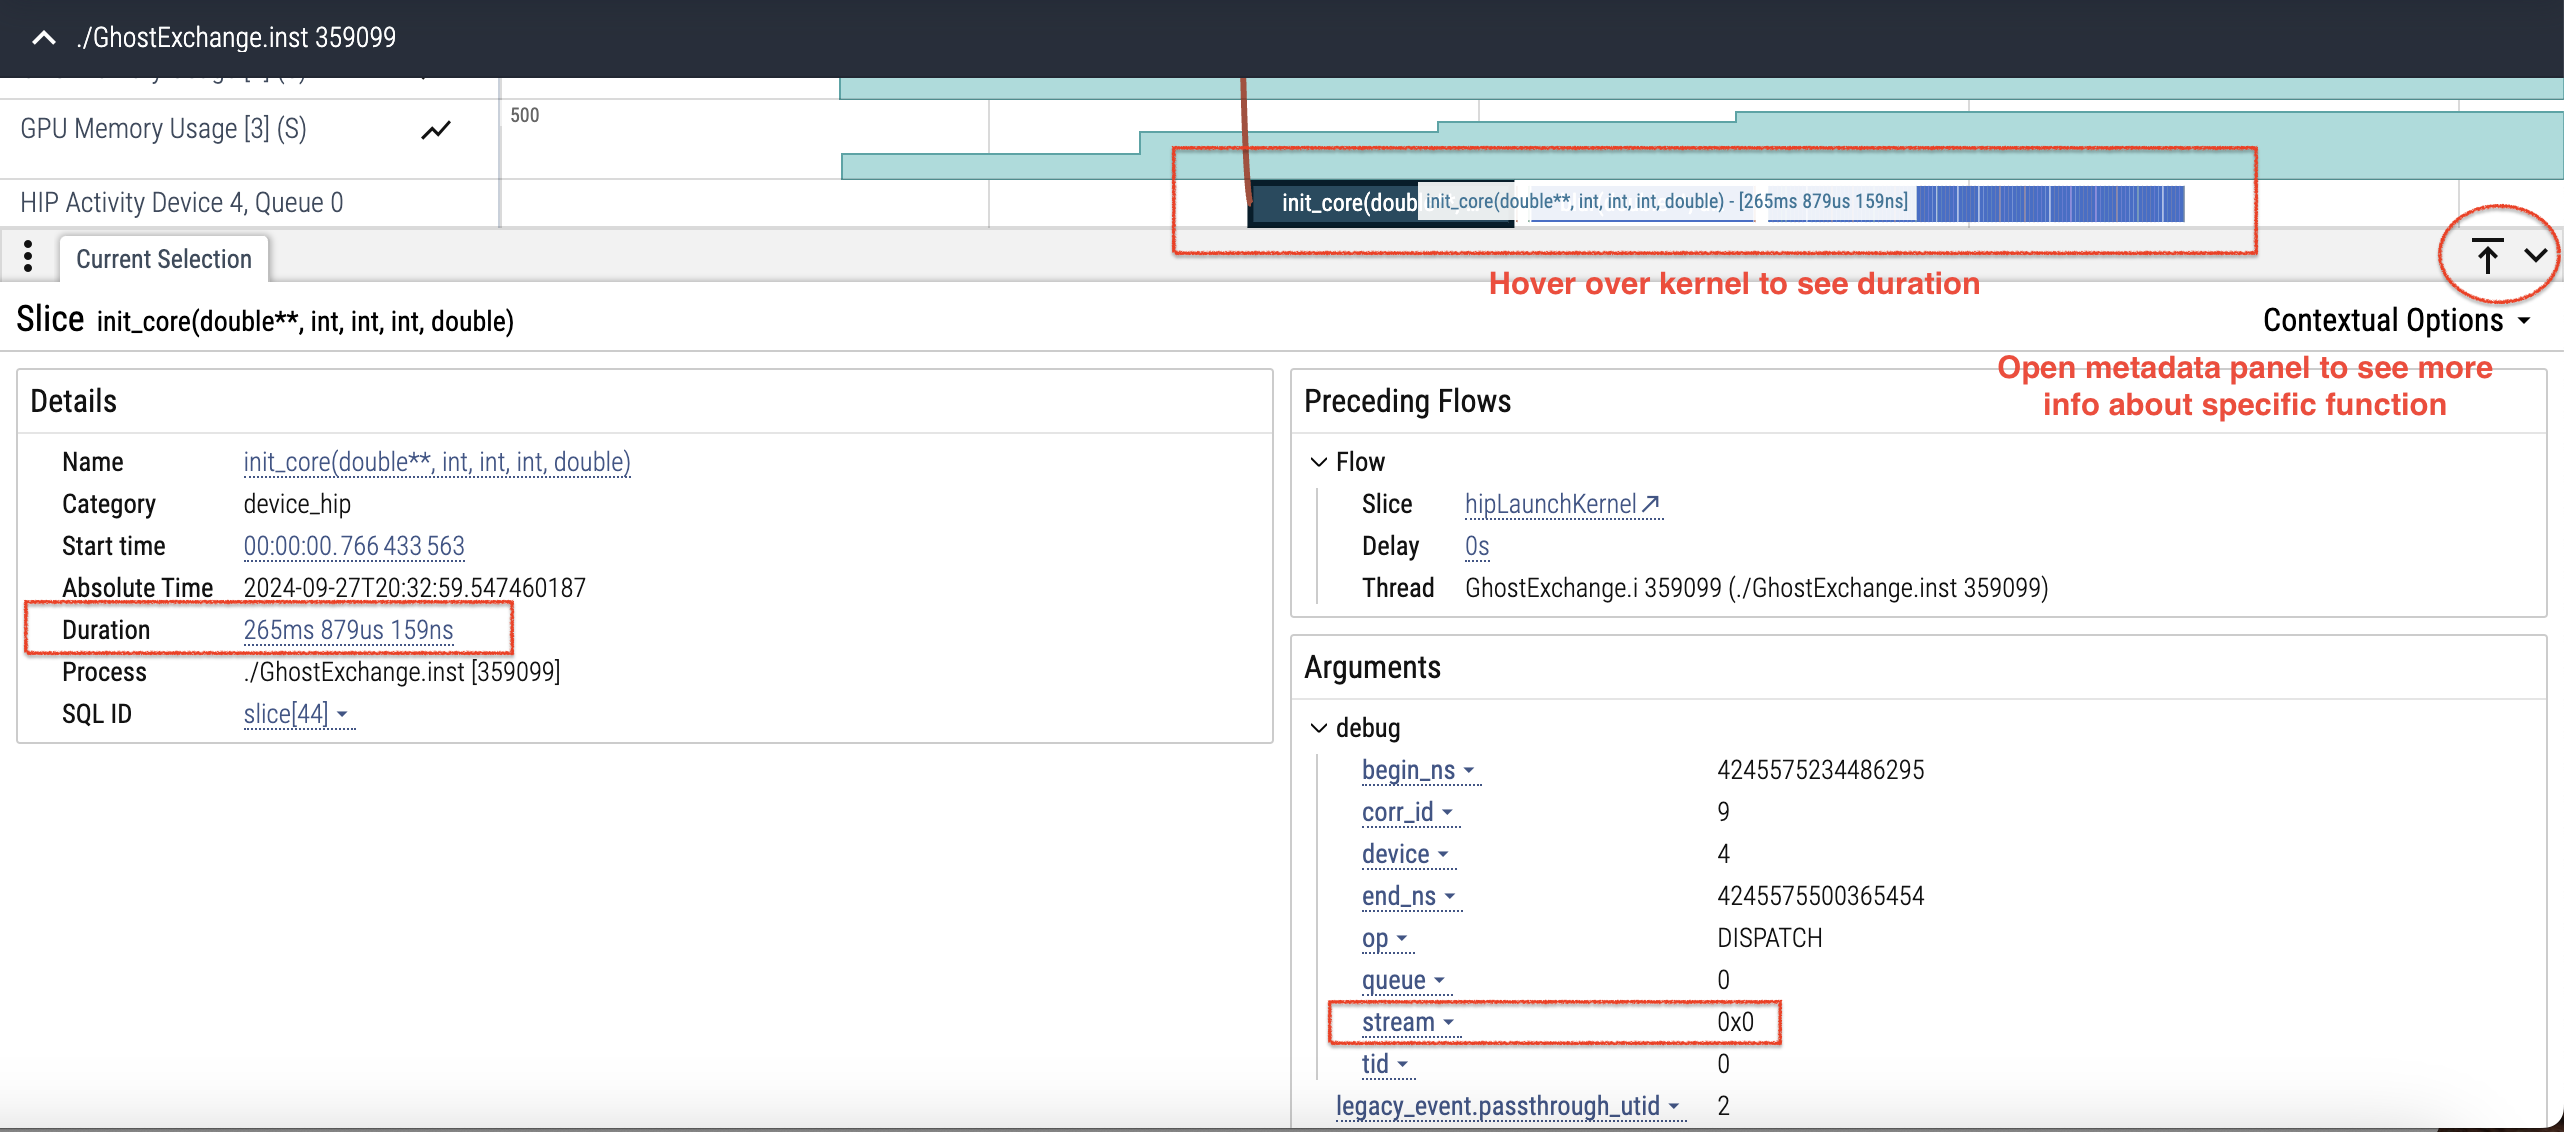 ./GhostExchange.inst 359099
GPU Memory Usage [3] (S)
500
HIP Activity Device 4, Queue 0
init_core(doub
init_core(double**, int, int, int, double) - [265ms 879us 159ns]
Current Selection
Hover over kernel to see duration
Slice init_core(double**, int, int, int, double)
Contextual Options
Open metadata panel to see more
info about specific function
Details
Name init_core(double**, int, int, int, double)
Category device_hip
Start time 00:00:00.766 433 563
Absolute Time 2024-09-27T20:32:59.547460187
Duration 265ms 879us 159ns
Process ./GhostExchange.inst [359099]
SQL ID slice[44]
Preceding Flows
Flow
Slice hipLaunchKernel
Delay 0s
Thread GhostExchange.i 359099 (./GhostExchange.inst 359099)
Arguments
debug
begin_ns 4245575234486295
corr_id 9
device 4
end_ns 4245575500365454
op DISPATCH
queue 0
stream 0x0
tid 0
legacy_event.passthrough_utid 2